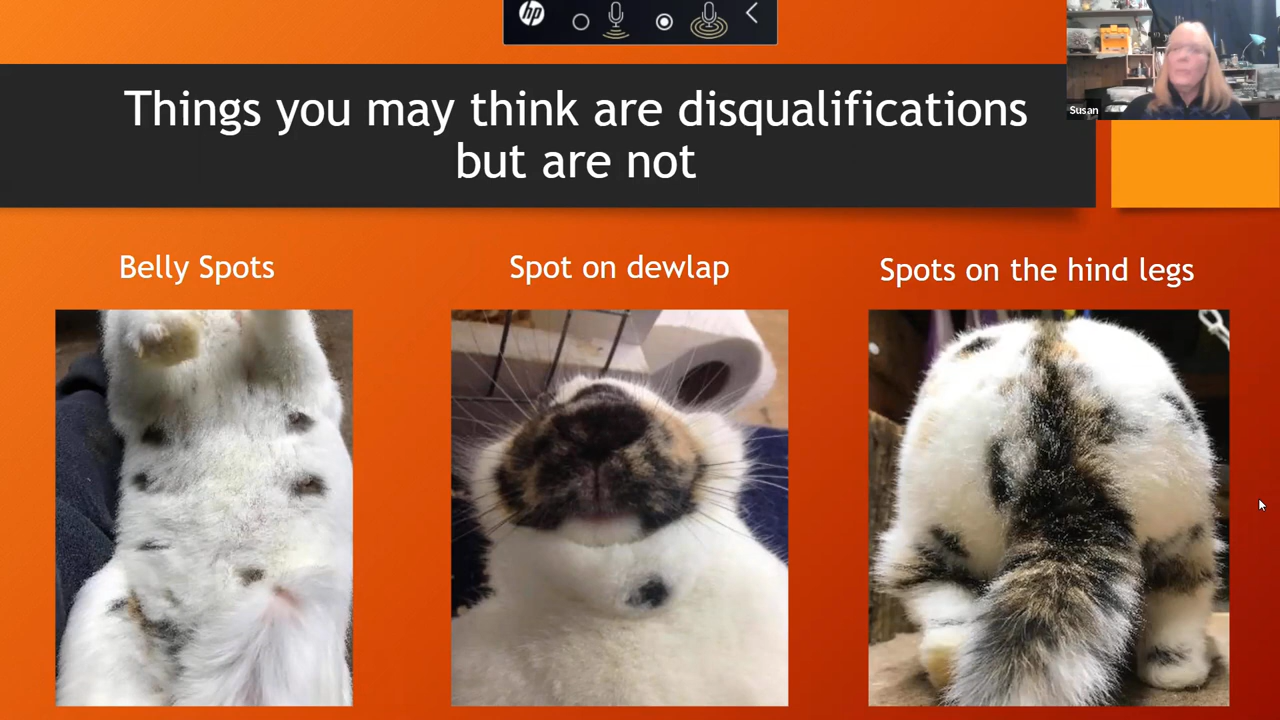 hp
Susan
Things you may think are disqualifications
but are not
Belly Spots
Spot on dewlap
Spots on the hind legs